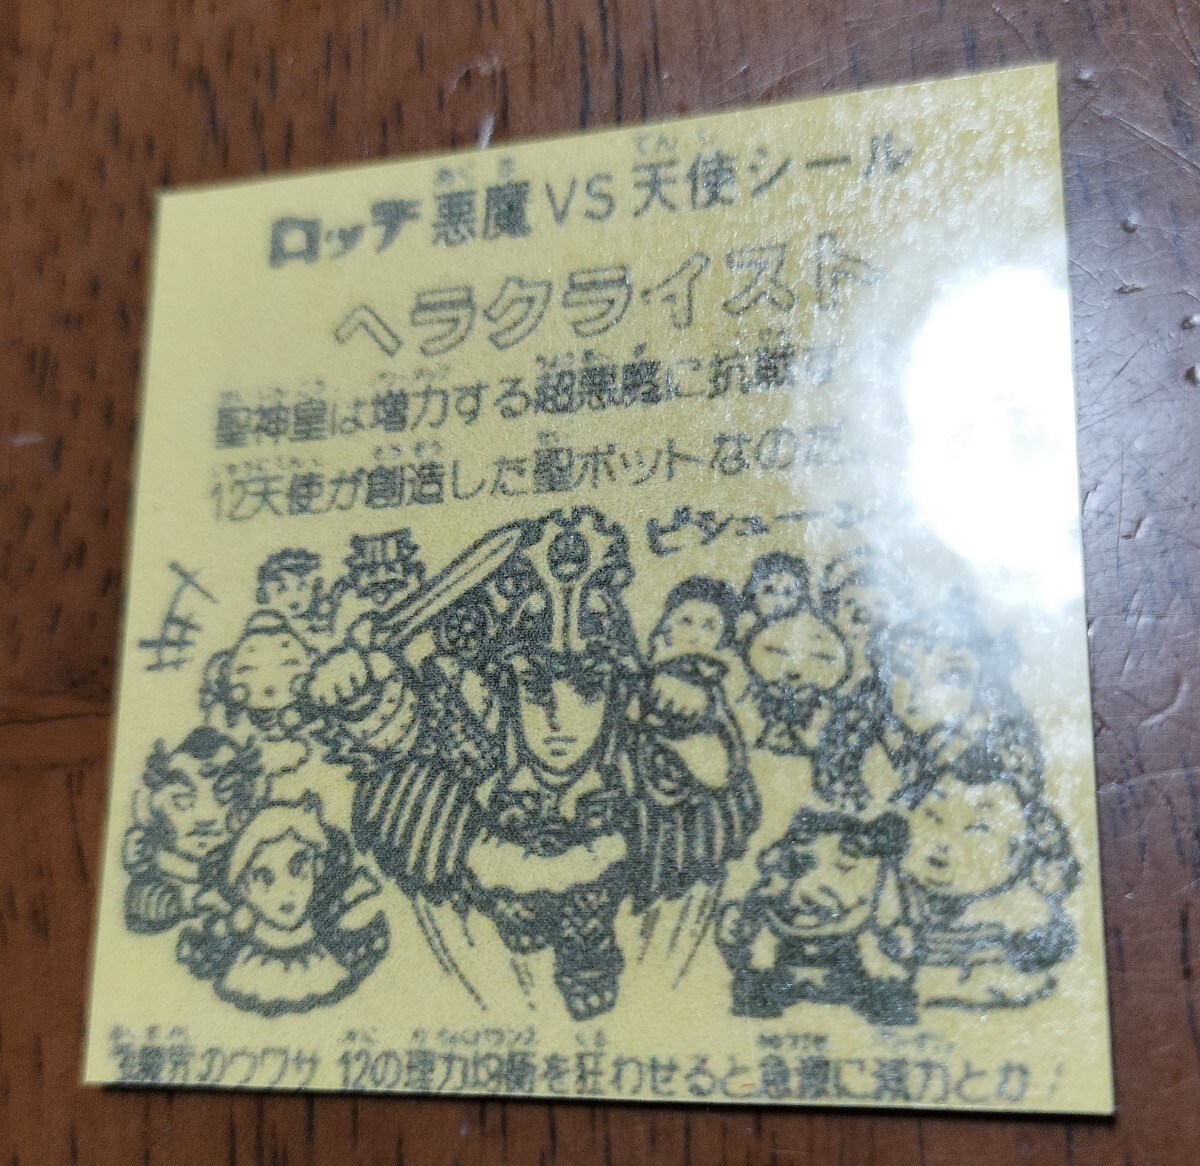 ロッチ悪魔VS天使シール
ヘラクライスト
聖神皇は増力する超悪魔に抗戦す
12天使が創造した聖ボットなのだ
ビシューン
の理力均衡を狂わせると急激に減力とか!